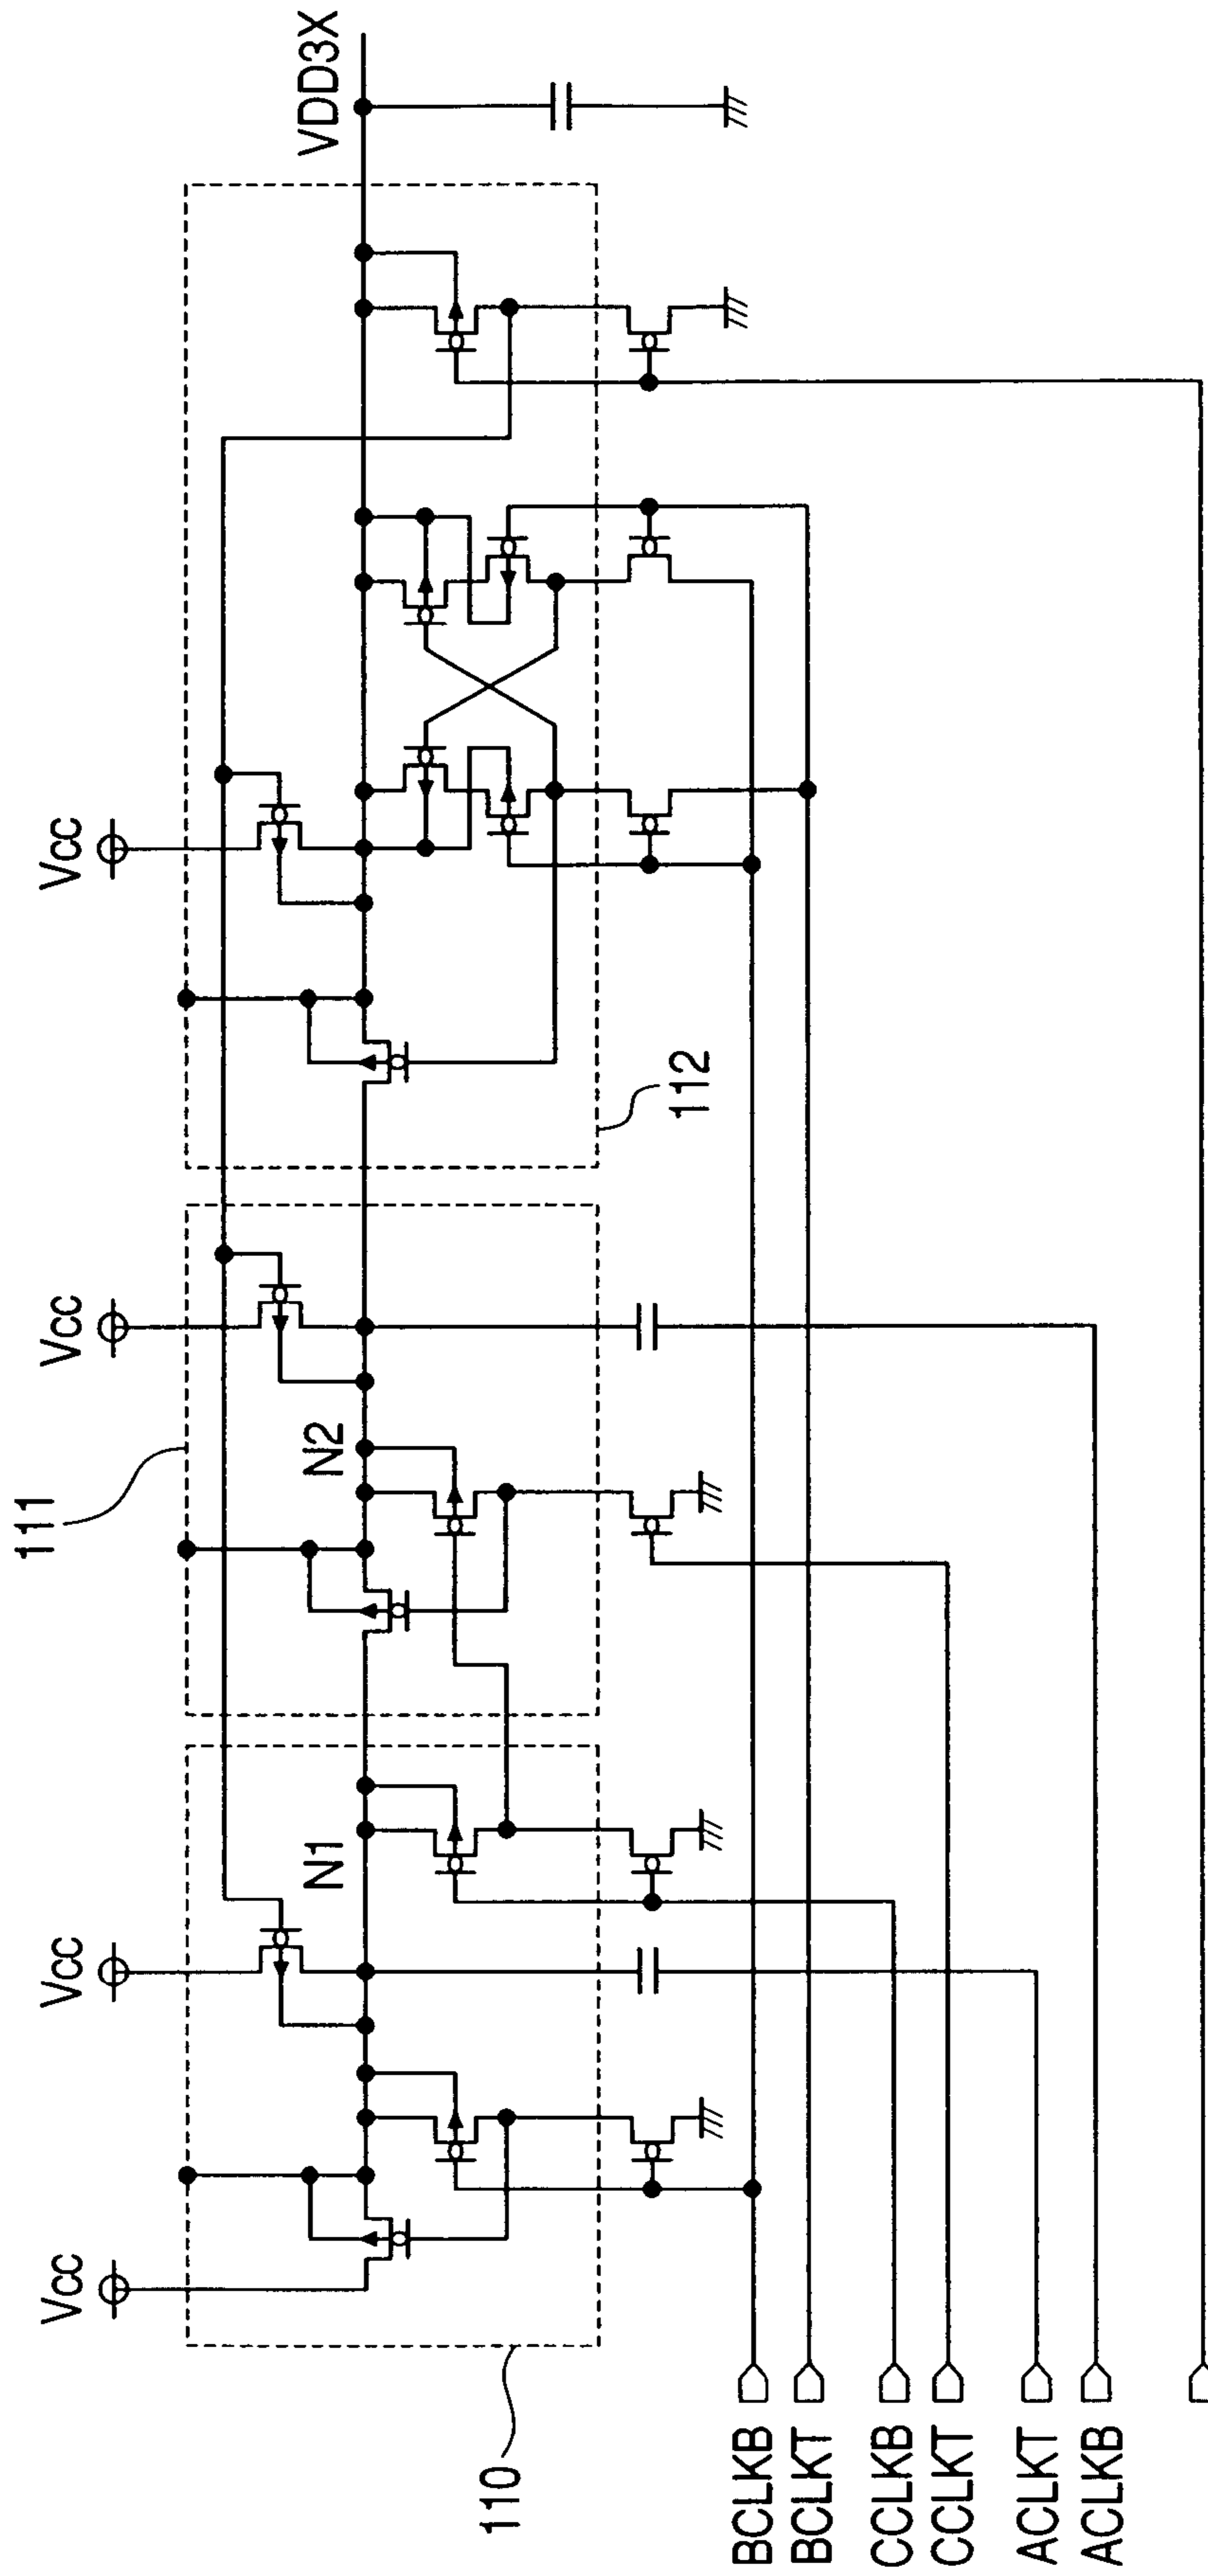 VDD3X
Vcc
112
Vcc
111
N2
N1
Vcc
Vcc
110
BCLKB
BCLKT
CCLKB
CCLKT
ACLKT
ACLKB